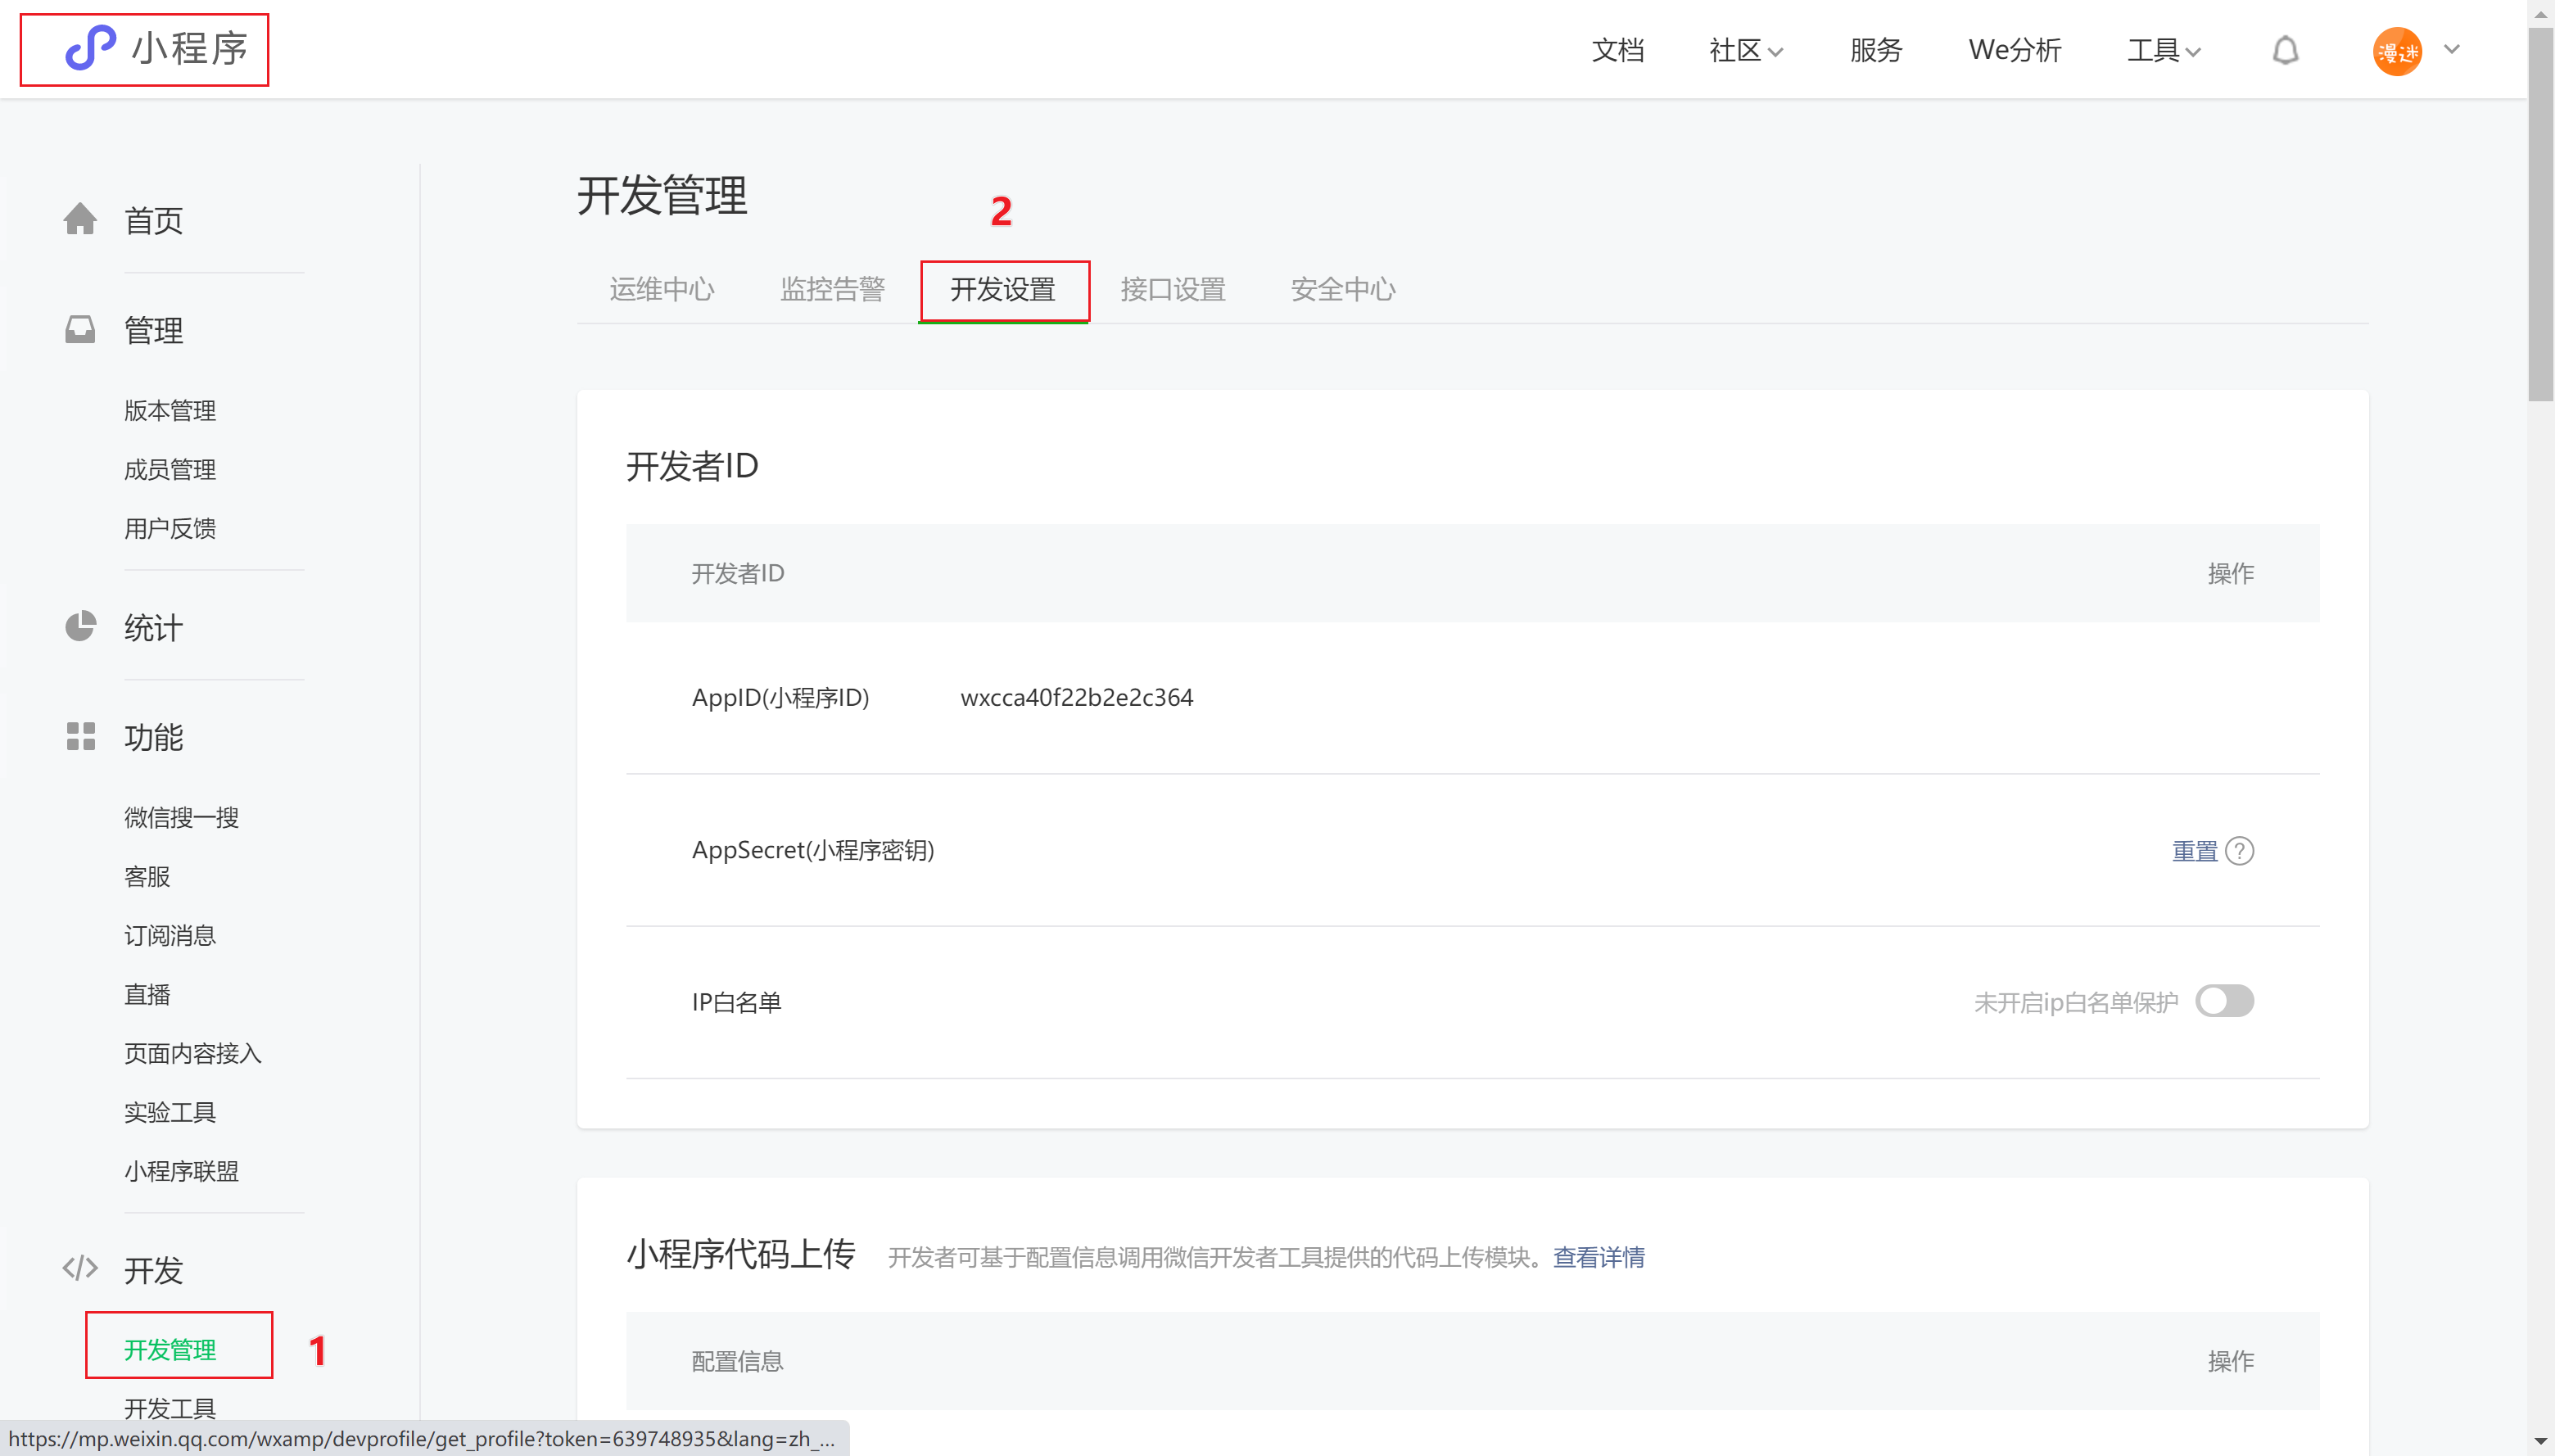 小程序
文档
社区
服务
We分析
工具
漫迷
首页
管理
版本管理
成员管理
用户反馈
统计
功能
微信搜一搜
客服
订阅消息
直播
页面内容接入
实验工具
小程序联盟
开发
开发管理
1
开发工具
开发管理
2
运维中心
监控告警
开发设置
接口设置
安全中心
开发者ID
开发者ID 操作
AppID(小程序ID) wxcca40f22b2e2c364
AppSecret(小程序密钥) 重置 ?
IP白名单 未开启ip白名单保护
小程序代码上传 开发者可基于配置信息调用微信开发者工具提供的代码上传模块。查看详情
配置信息 操作
https://mp.weixin.qq.com/wxamp/devprofile/get_profile?token=639748935&lang=zh_...